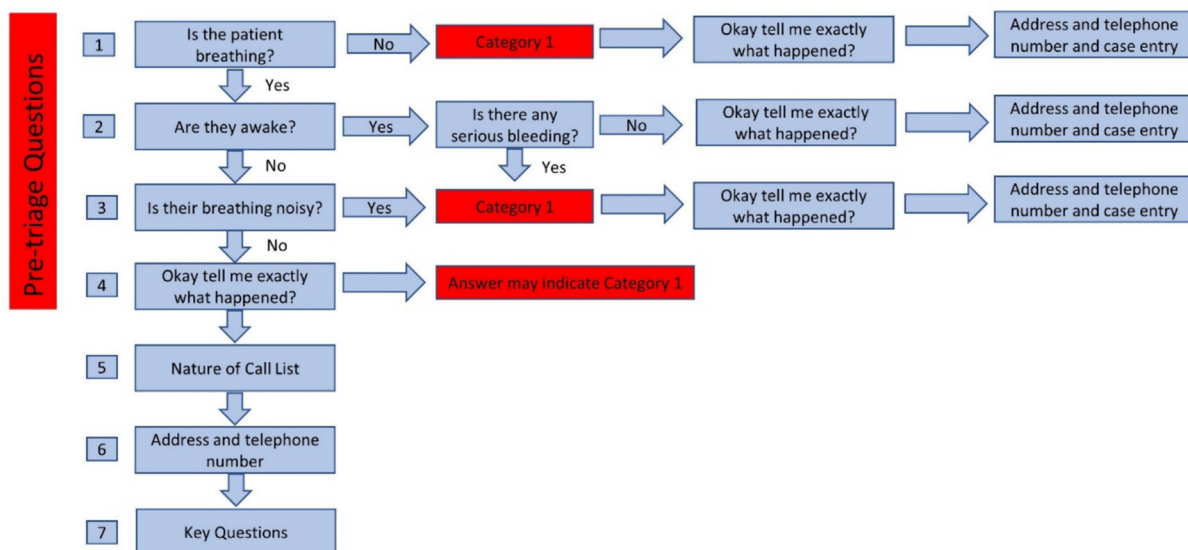 Pre-triage Questions
1
Is the patient
breathing?
No
Category 1
Okay tell me exactly
what happened?
Address and telephone
number and case entry
Yes
2
Are they awake?
Yes
Is there any
serious bleeding?
No
Okay tell me exactly
what happened?
Address and telephone
number and case entry
No
Yes
3
Is their breathing noisy?
Yes
Category 1
Okay tell me exactly
what happened?
Address and telephone
number and case entry
No
4
Okay tell me exactly
what happened?
Answer may indicate Category 1
5
Nature of Call List
6
Address and telephone
number
7
Key Questions